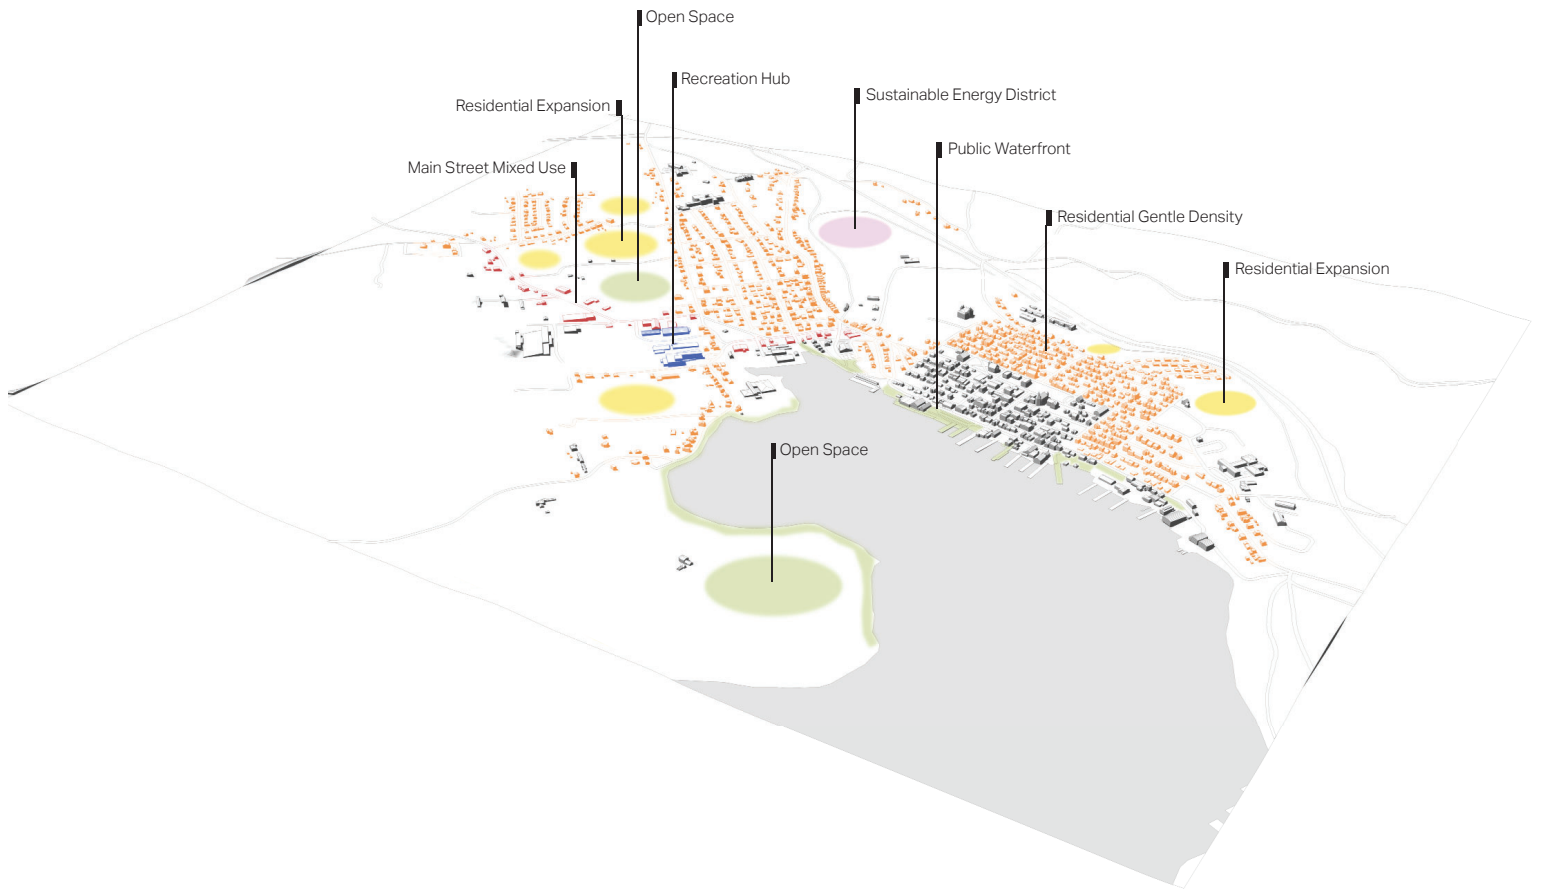 Open Space
Recreation Hub
Sustainable Energy District
Residential Expansion
Public Waterfront
Main Street Mixed Use
Residential Gentle Density
Residential Expansion
Open Space